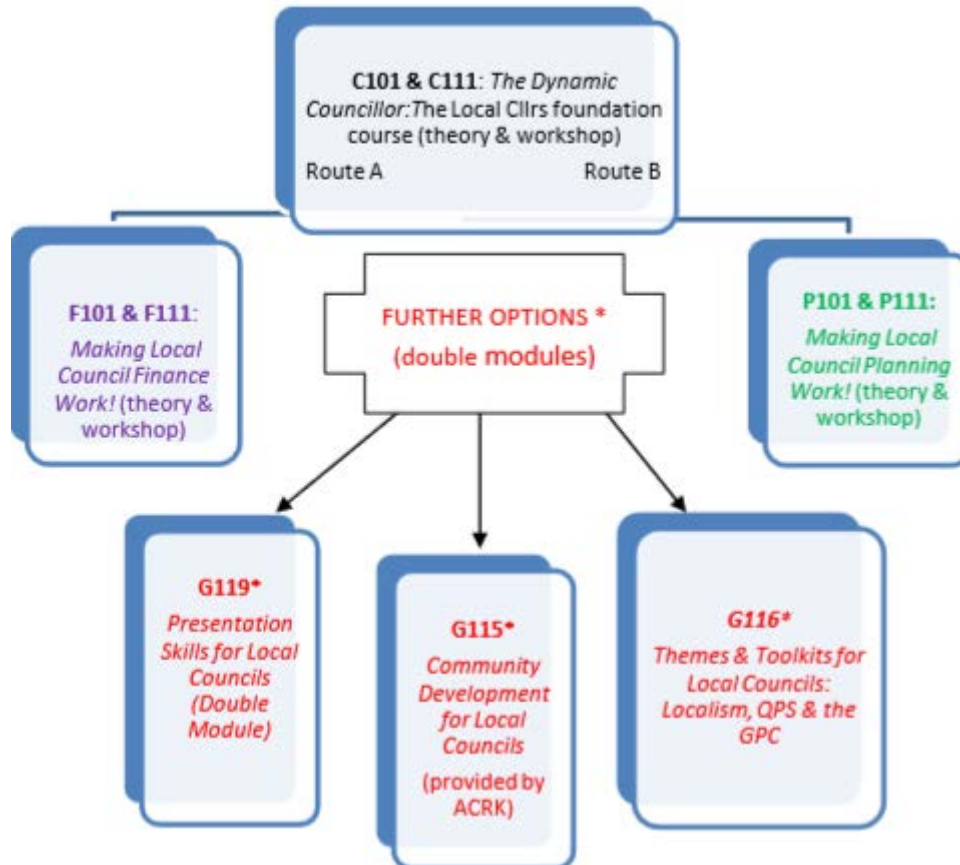 C101 & C111: The Dynamic
Councillor:The Local Cllrs foundation
course (theory & workshop)
Route A Route B
F101 & F111:
Making Local
Council Finance
Work! (theory &
workshop)
FURTHER OPTIONS *
(double modules)
P101 & P111:
Making Local
Council Planning
Work! (theory &
workshop)
G119*
Presentation
Skills for Local
Councils
(Double
Module)
G115*
Community
Development
for Local
Councils
(provided by
ACRK)
G116*
Themes & Toolkits for
Local Councils:
Localism, QPS & the
GPC